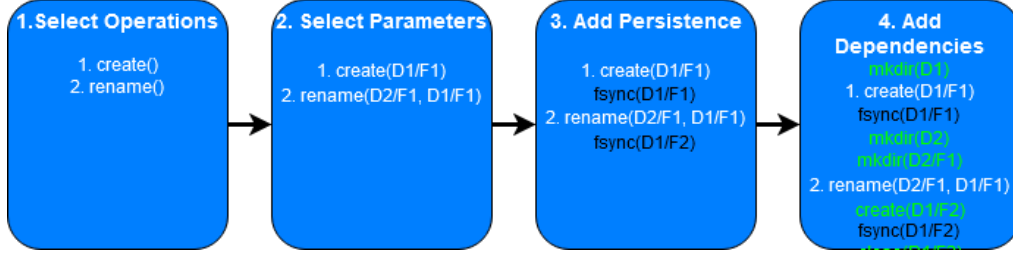 1.Select Operations
1. create()
2. rename()
2. Select Parameters
1. create(D1/F1)
2. rename(D2/F1, D1/F1)
3. Add Persistence
1. create(D1/F1)
fsync(D1/F1)
2. rename(D2/F1, D1/F1)
fsync(D1/F2)
4. Add
Dependencies
mkdir(D1)
1. create(D1/F1)
fsync(D1/F1)
mkdir(D2)
mkdir(D2/F1)
2. rename(D2/F1, D1/F1)
create(D1/F2)
fsync(D1/F2)